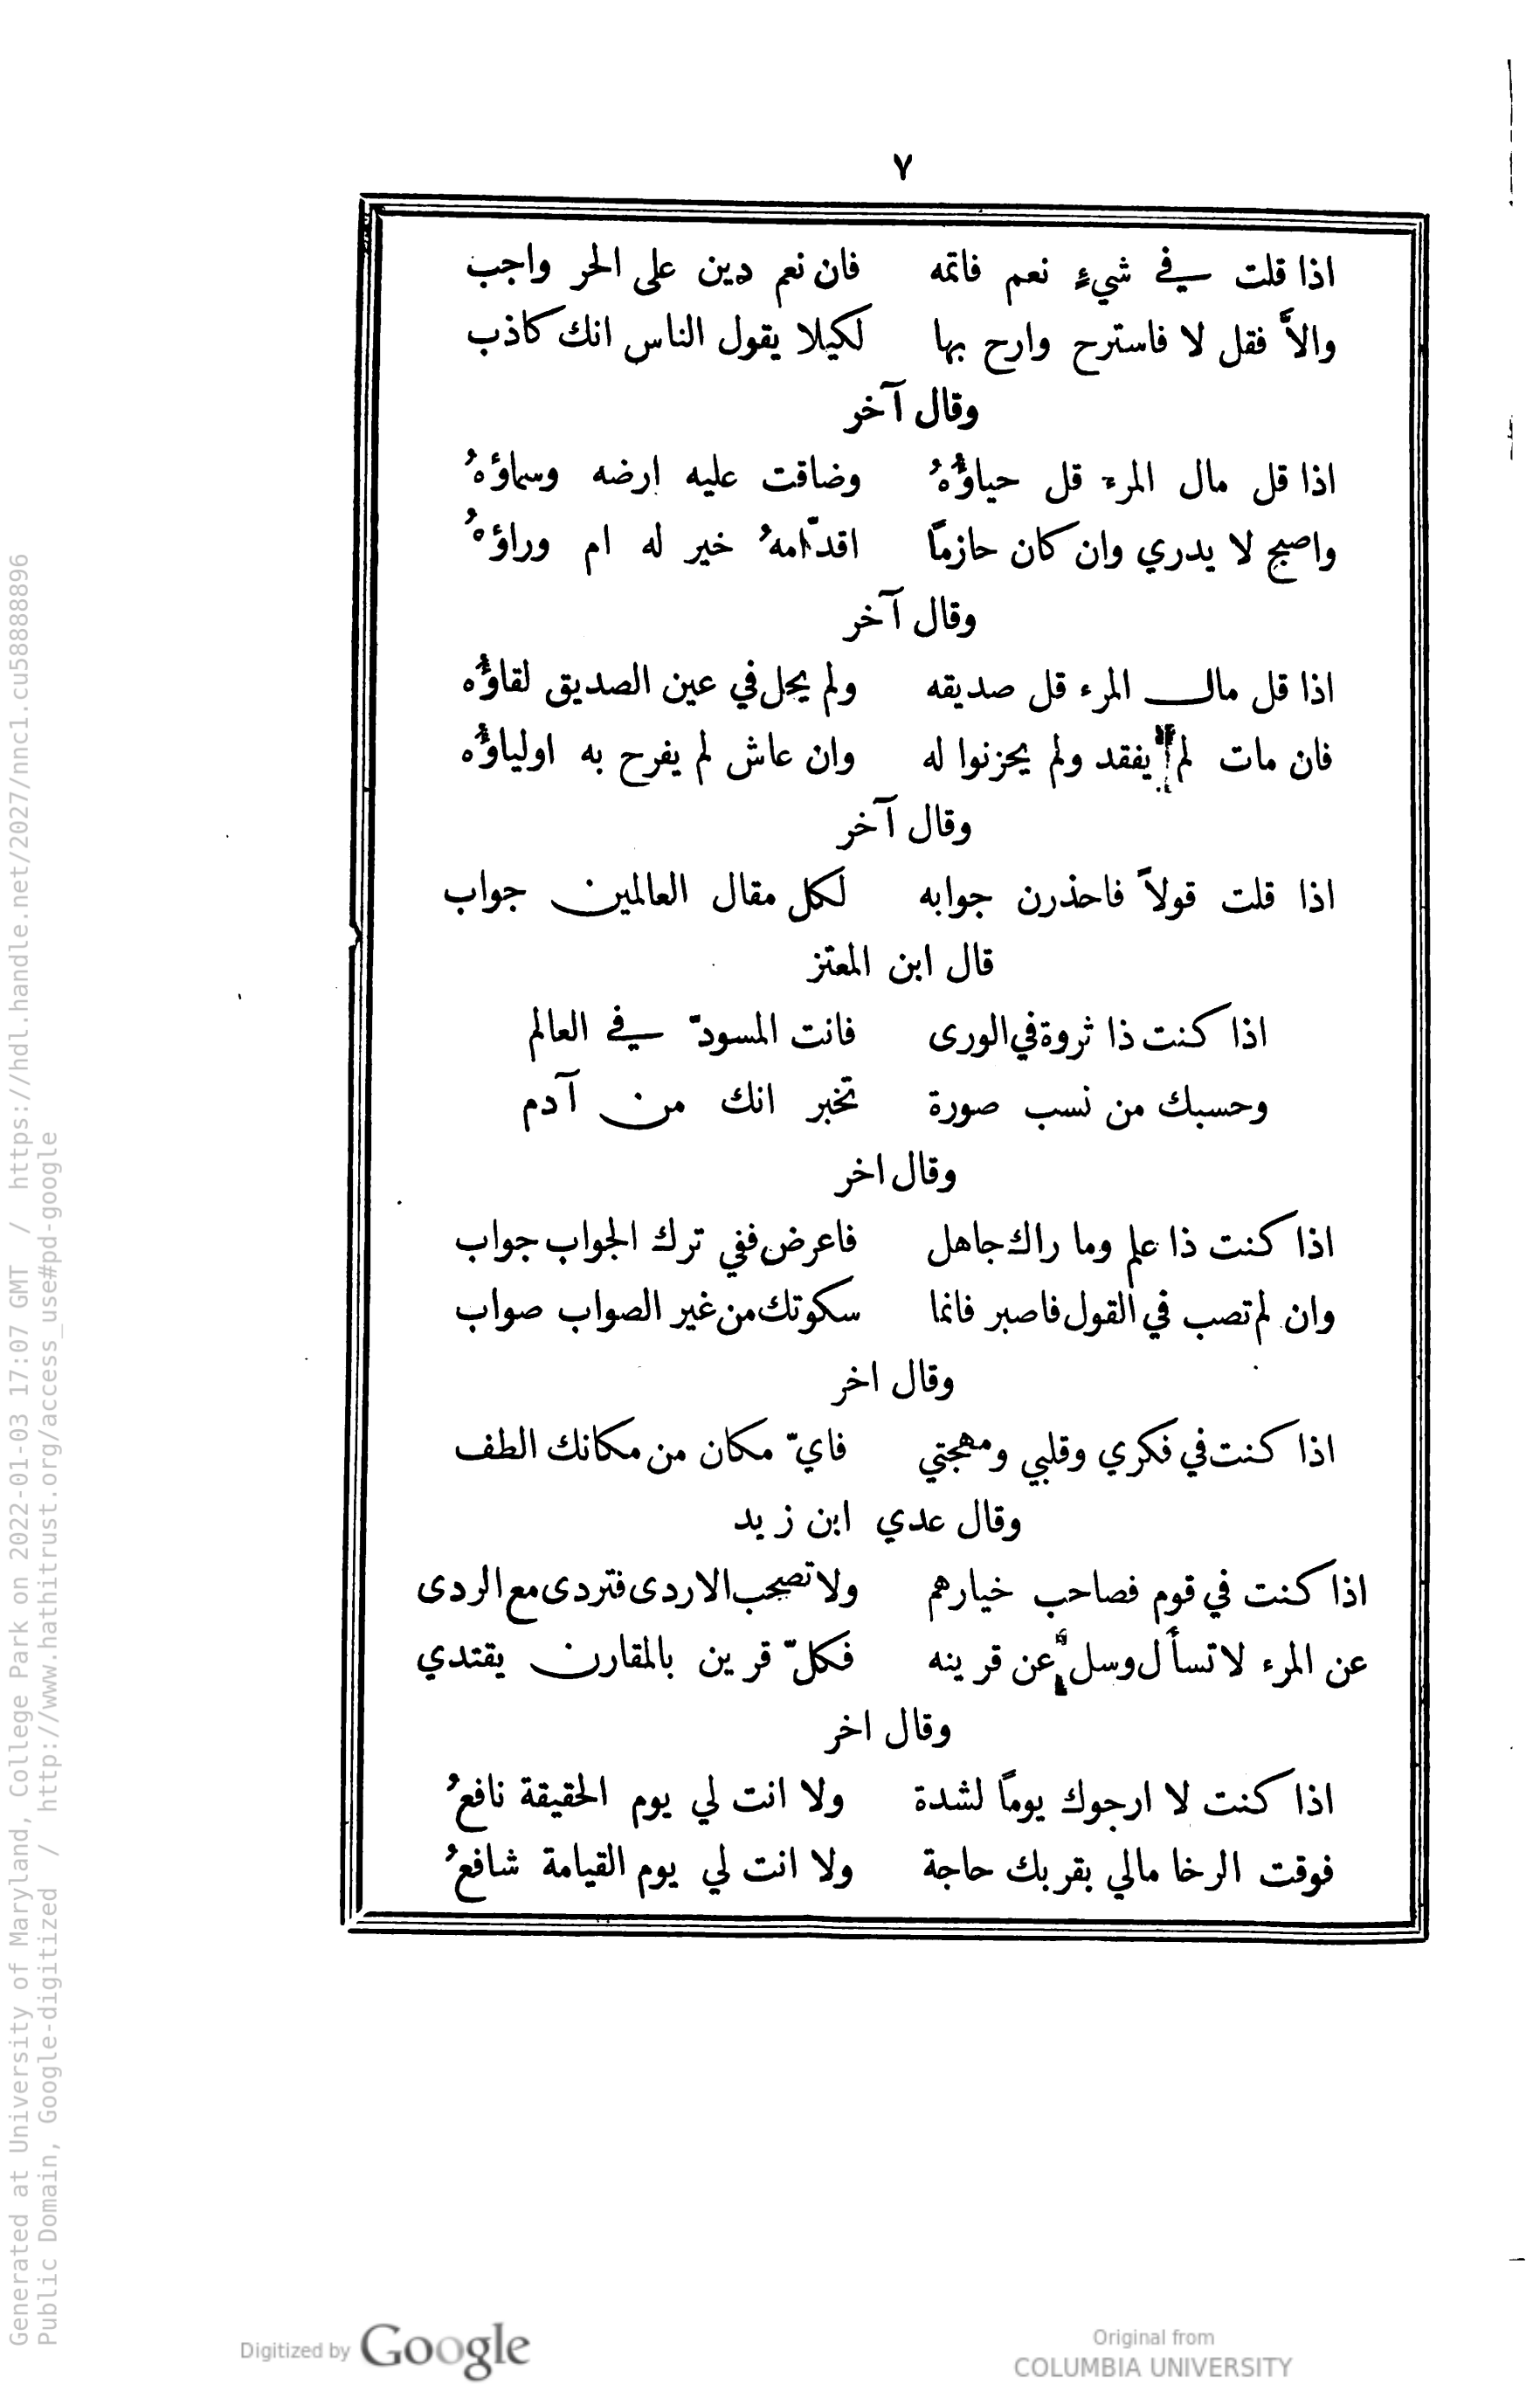 ٧
اذا قلت في شيءٍ نعم فاتمه فان نعم دين على الحر واجب
والاَّ فقل لا فاسترح وارح بها لكيلا يقول الناس انك كاذب
وقال آخر
اذا قل مال المرء قل حياؤُهُ وضاقت عليه ارضه وسماؤهُ
واصبح لا يدري وان كان حازماً اقدّامهُ خير له ام وراؤهُ
وقال آخر
اذا قل مال المرء قل صديقه ولم يحل في عين الصديق لقاؤُه
فان مات لم يفقد ولم يحزنوا له وان عاش لم يفرح به اولياؤُه
وقال آخر
اذا قلت قولاً فاحذرن جوابه لكل مقال العالمين جواب
قال ابن المعتز
اذا كنت ذا ثروة في الورى فانت المسودّ في العالم
وحسبك من نسب صورة تخبر انك من آدم
وقال اخر
اذا كنت ذا علم وما راك جاهل فاعرض ففي ترك الجواب جواب
وان لم تصب في القول فاصبر فانما سكوتك من غير الصواب صواب
وقال اخر
اذا كنت في فكري وقلبي ومهجتي فايّ مكان من مكانك الطف
وقال عدي ابن زيد
اذا كنت في قوم فصاحب خيارهم ولا تصحب الاردى فتردى مع الردى
عن المرء لا تسأل وسل عن قرينه فكلّ قرين بالمقارن يقتدي
وقال اخر
اذا كنت لا ارجوك يوماً لشدة ولا انت لي يوم الحقيقة نافعُ
فوقت الرخا مالي بقربك حاجة ولا انت لي يوم القيامة شافعُ
Generated at University of Maryland, College Park on 2022-01-03 17:07 GMT / https://hdl.handle.net/2027/nnc1.cu58888896
Public Domain, Google-digitized / http://www.hathitrust.org/access_use#pd-google
Digitized by Google
Original from
COLUMBIA UNIVERSITY